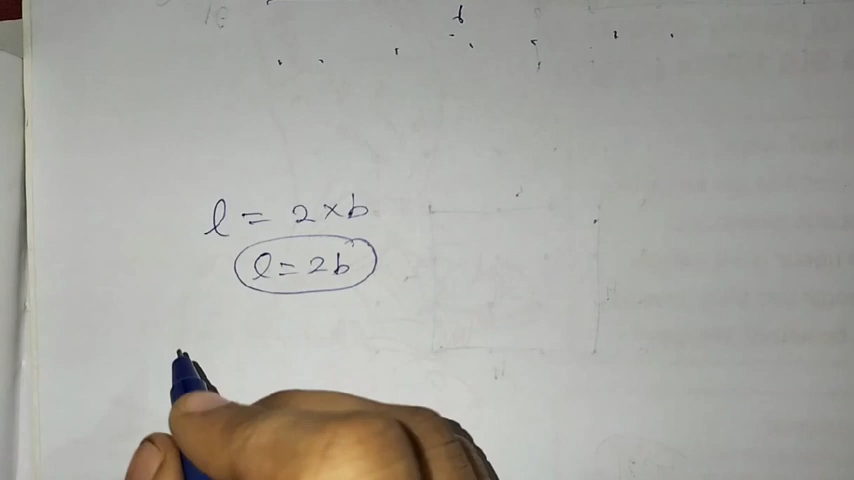 l = 2 × b
l = 2b